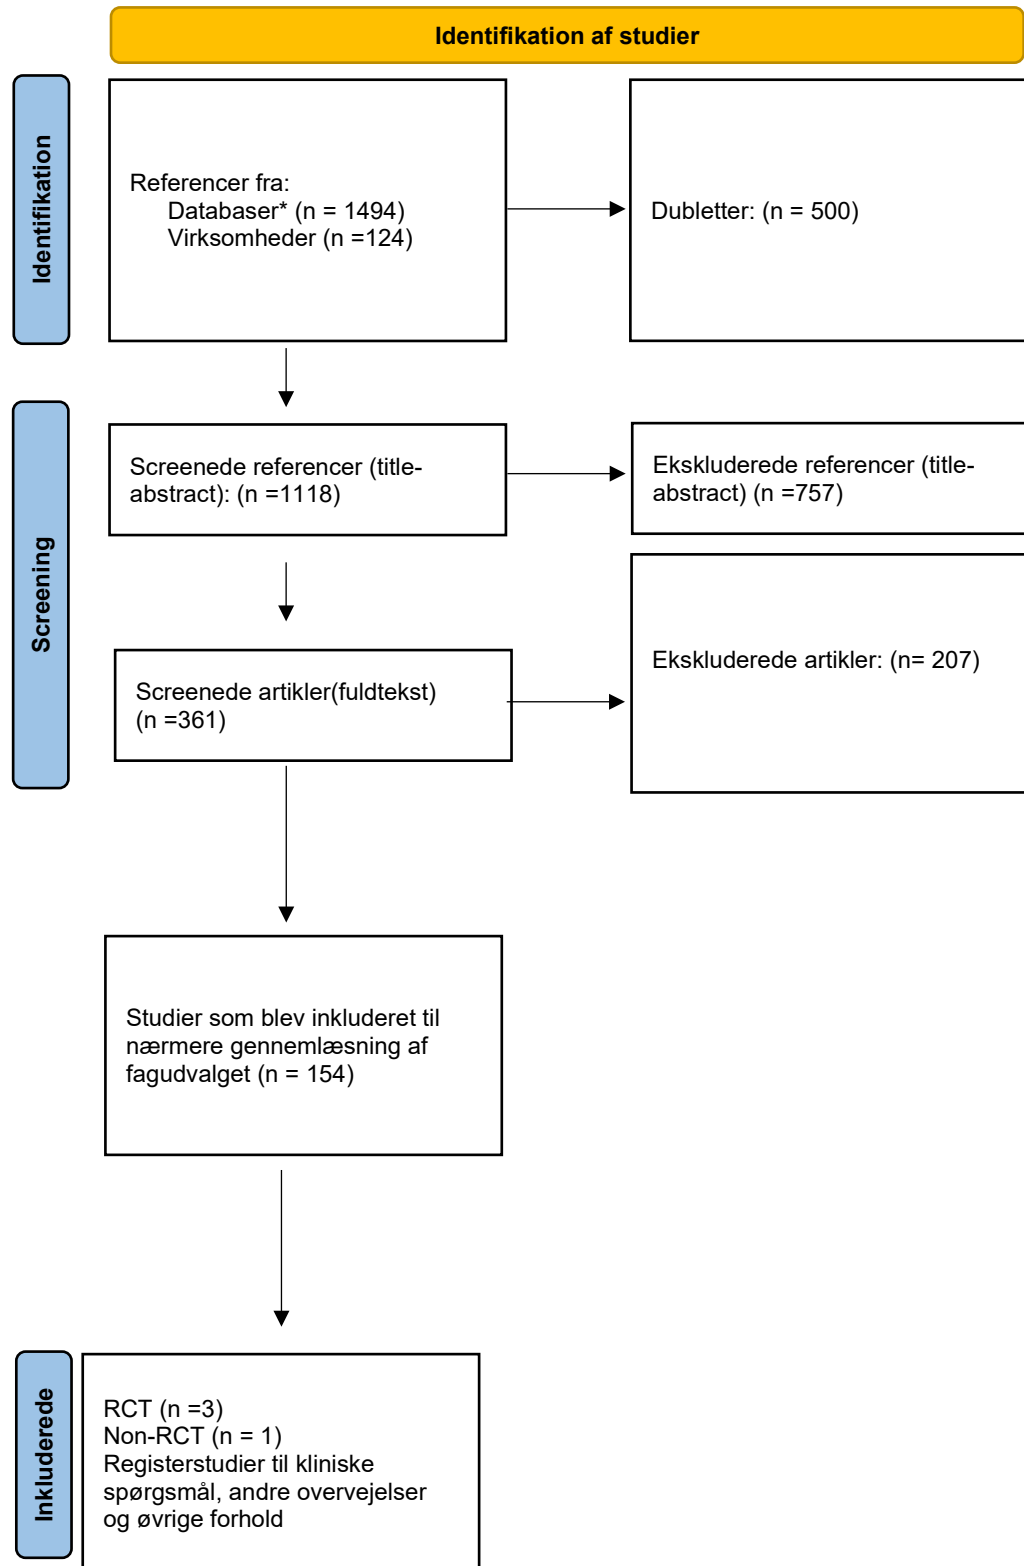 Identifikation af studier
Identifikation
Referencer fra:
Databaser* (n = 1494)
Virksomheder (n =124)
Dubletter: (n = 500)
Screening
Screenede referencer (title-
abstract): (n =1118)
Ekskluderede referencer (title-
abstract) (n =757)
Screenede artikler(fuldtekst)
(n =361)
Ekskluderede artikler: (n= 207)
Studier som blev inkluderet til
nærmere gennemlæsning af
fagudvalget (n = 154)
Inkluderede
RCT (n =3)
Non-RCT (n = 1)
Registerstudier til kliniske
spørgsmål, andre overvejelser
og øvrige forhold